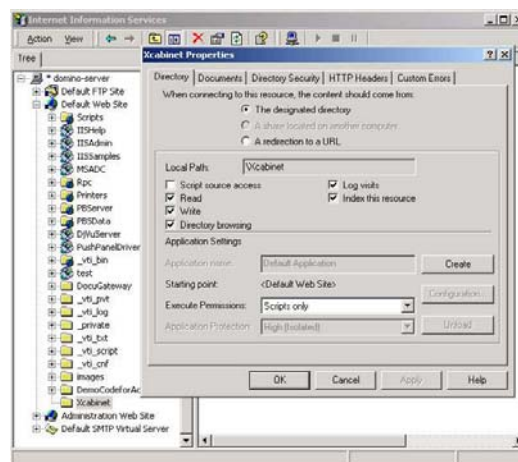 Internet Information Services
Action View
Tree
* domino-server
Default FTP Site
Default Web Site
Scripts
IISHelp
IISAdmin
IISSamples
MSADC
Rpc
Printers
PBServer
PBSData
DjVuServer
PushPanelDriver
_vti_bin
test
DocuGateway
_vti_pvt
_vti_log
_private
_vti_txt
_vti_script
_vti_cnf
images
DemoCodeforAc
Xcabinet
Administration Web Site
Default SMTP Virtual Server
Xcabinet Properties
Directory Documents Directory Security HTTP Headers Custom Errors
When connecting to this resource, the content should come from:
The designated directory
A share located on another computer
A redirection to a URL
Local Path: \Xcabinet
Script source access Log visits
Read Index this resource
Write
Directory browsing
Application Settings
Application name: Default Application Create
Starting point: <Default Web Site>
Configuration...
Execute Permissions: Scripts only
Application Protection: High (Isolated) Unload
OK Cancel Apply Help